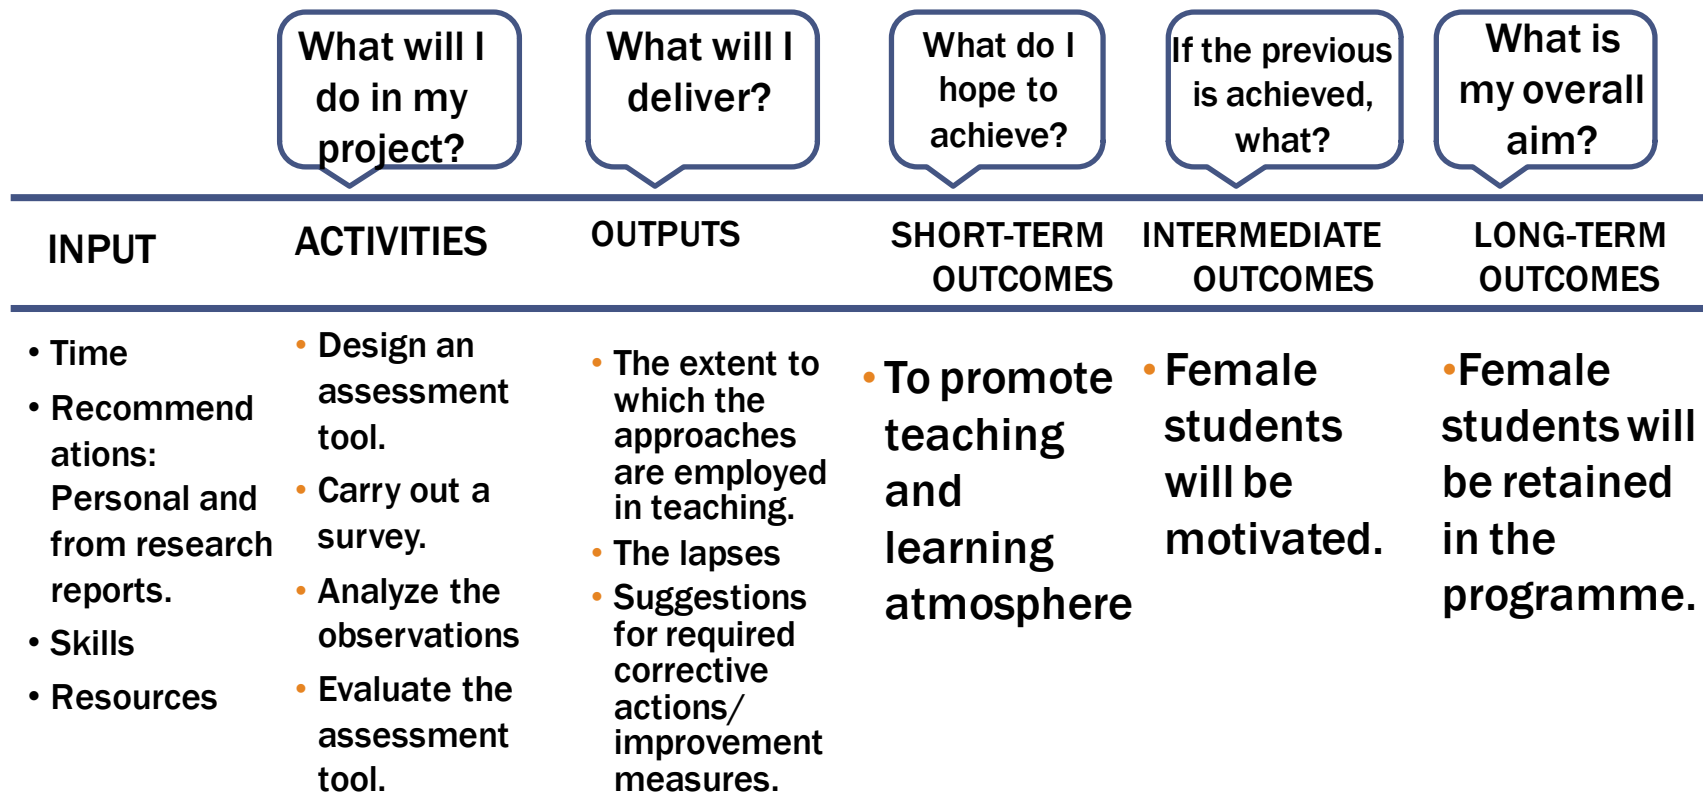 What will I
do in my
project?
What will I
deliver?
What do I
hope to
achieve?
If the previous
is achieved,
what?
What is
my overall
aim?
INPUT
ACTIVITIES
OUTPUTS
SHORT-TERM
OUTCOMES
INTERMEDIATE
OUTCOMES
LONG-TERM
OUTCOMES
• Time
• Recommend
ations:
Personal and
from research
reports.
• Skills
• Resources
• Design an
assessment
tool.
• Carry out a
survey.
• Analyze the
observations
• Evaluate the
assessment
tool.
• The extent to
which the
approaches
are employed
in teaching.
• The lapses
• Suggestions
for required
corrective
actions/
improvement
measures.
• To promote
teaching
and
learning
atmosphere
• Female
students
will be
motivated.
•Female
students will
be retained
in the
programme.